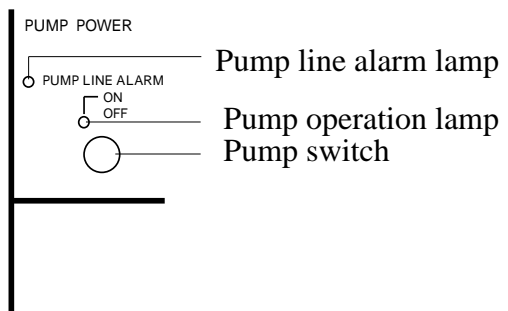 PUMP POWER
Pump line alarm lamp
PUMP LINE ALARM
ON
OFF
Pump operation lamp
Pump switch